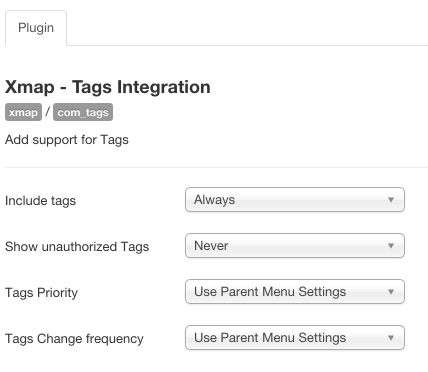 Plugin
Xmap - Tags Integration
xmap / com_tags
Add support for Tags
Include tags Always
Show unauthorized Tags Never
Tags Priority Use Parent Menu Settings
Tags Change frequency Use Parent Menu Settings